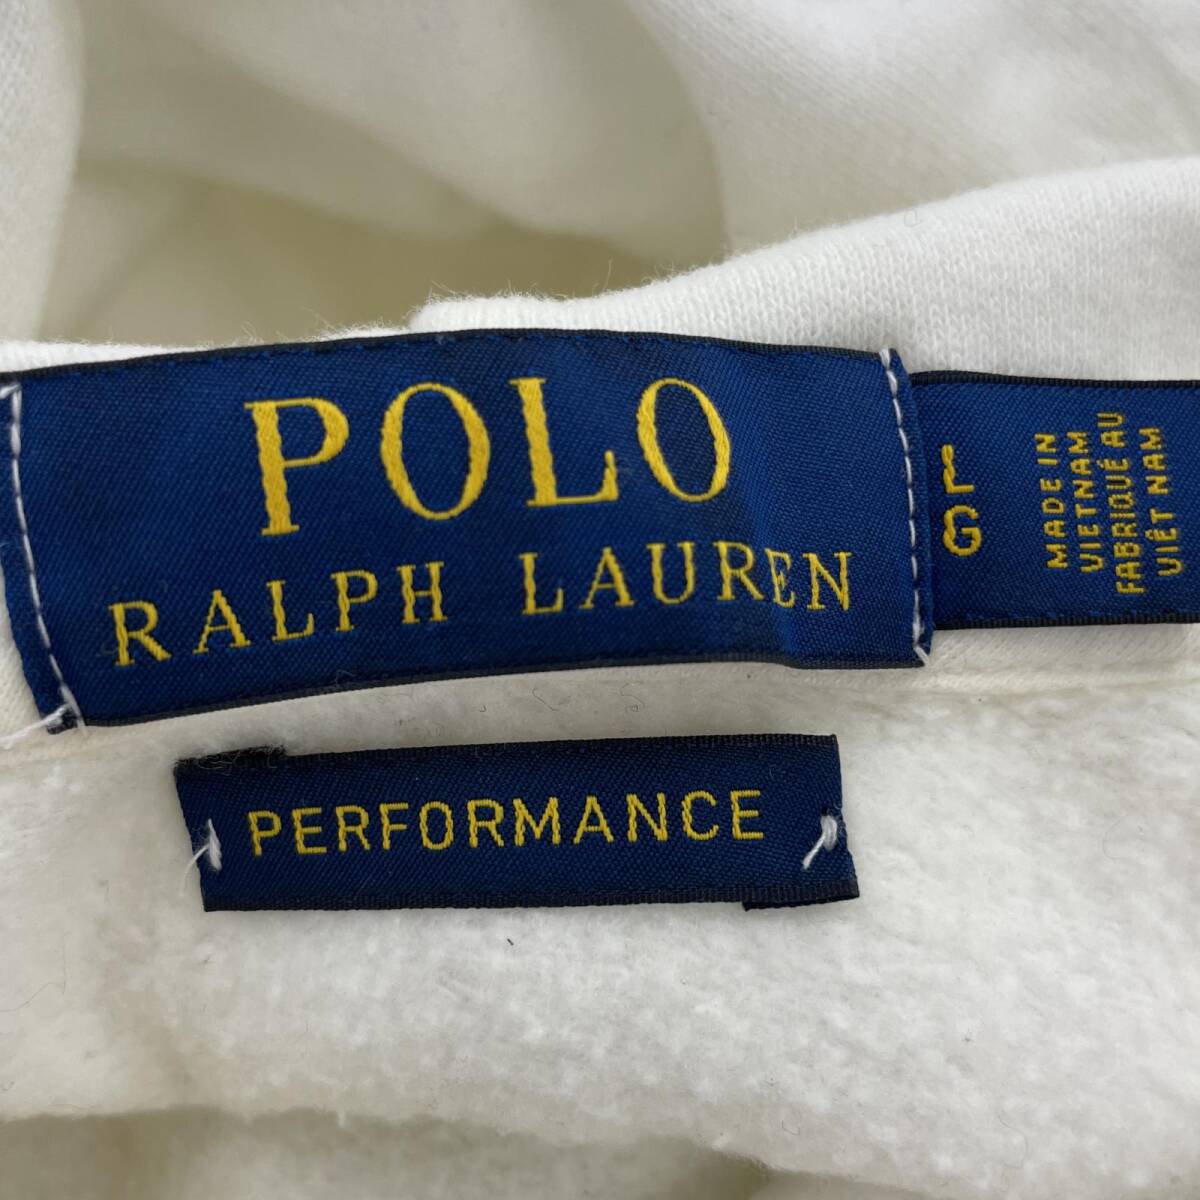 POLO
RALPH LAUREN
L
G
MADE IN
VIETNAM
FABRIQUÉ AU
VIÊT NAM
PERFORMANCE